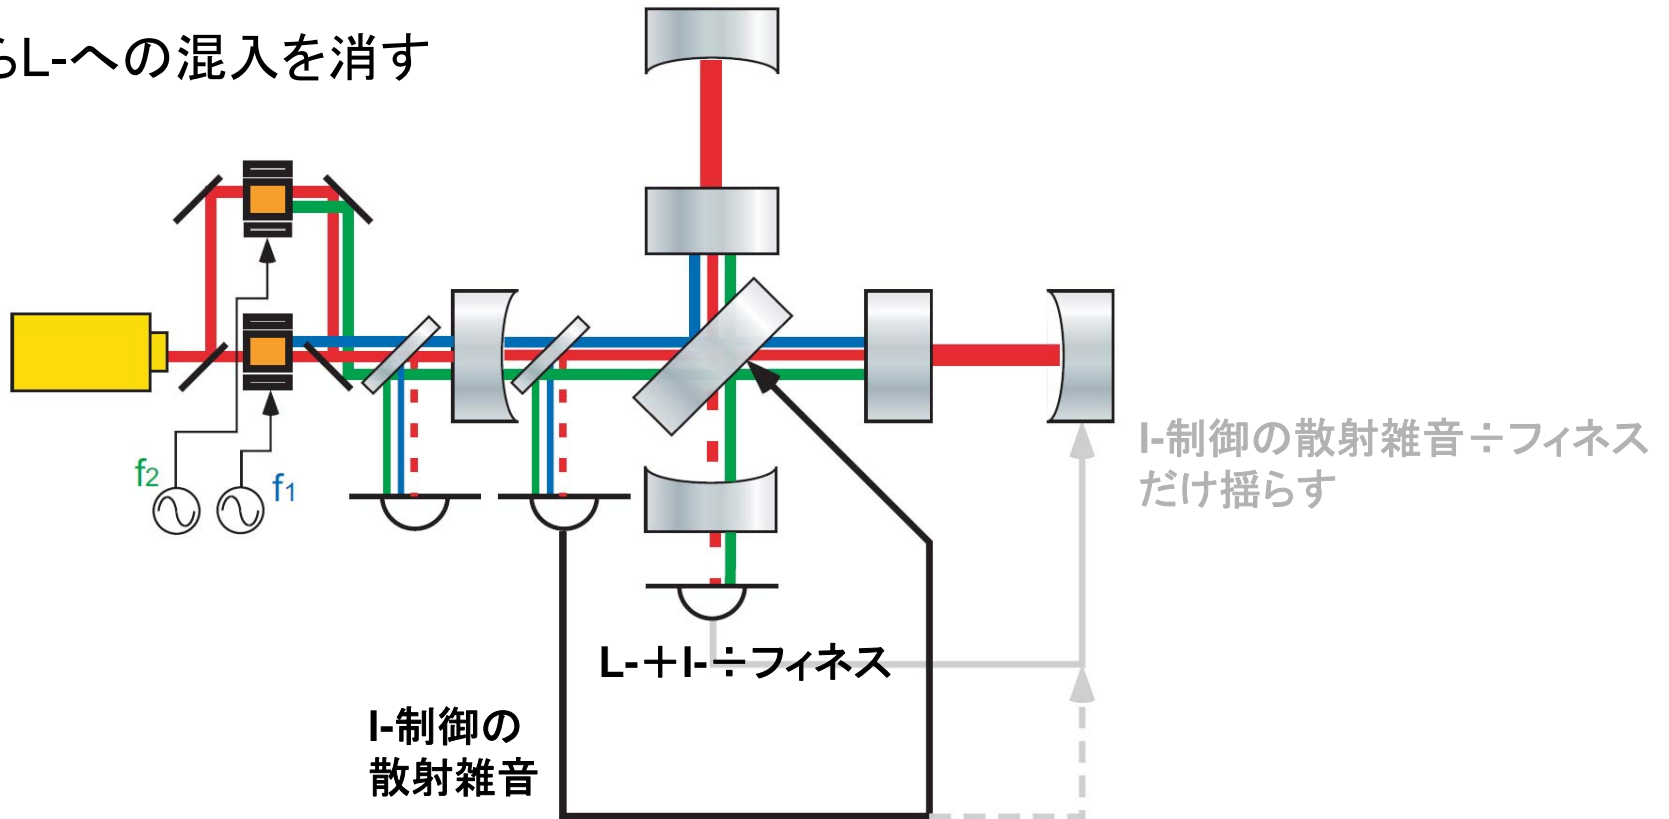 らL-への混入を消す
f2
f1
I-制御の散射雑音÷フィネス
だけ揺らす
L-＋I-÷フィネス
I-制御の
散射雑音